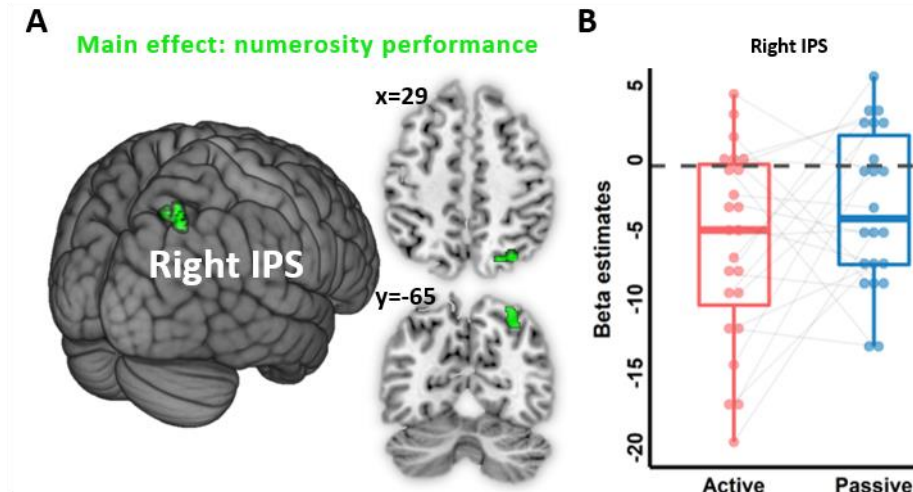 A
Main effect: numerosity performance
x=29
Right IPS
y=-65
B
Right IPS
Beta estimates
5
0
-5
-10
-15
-20
Active
Passive